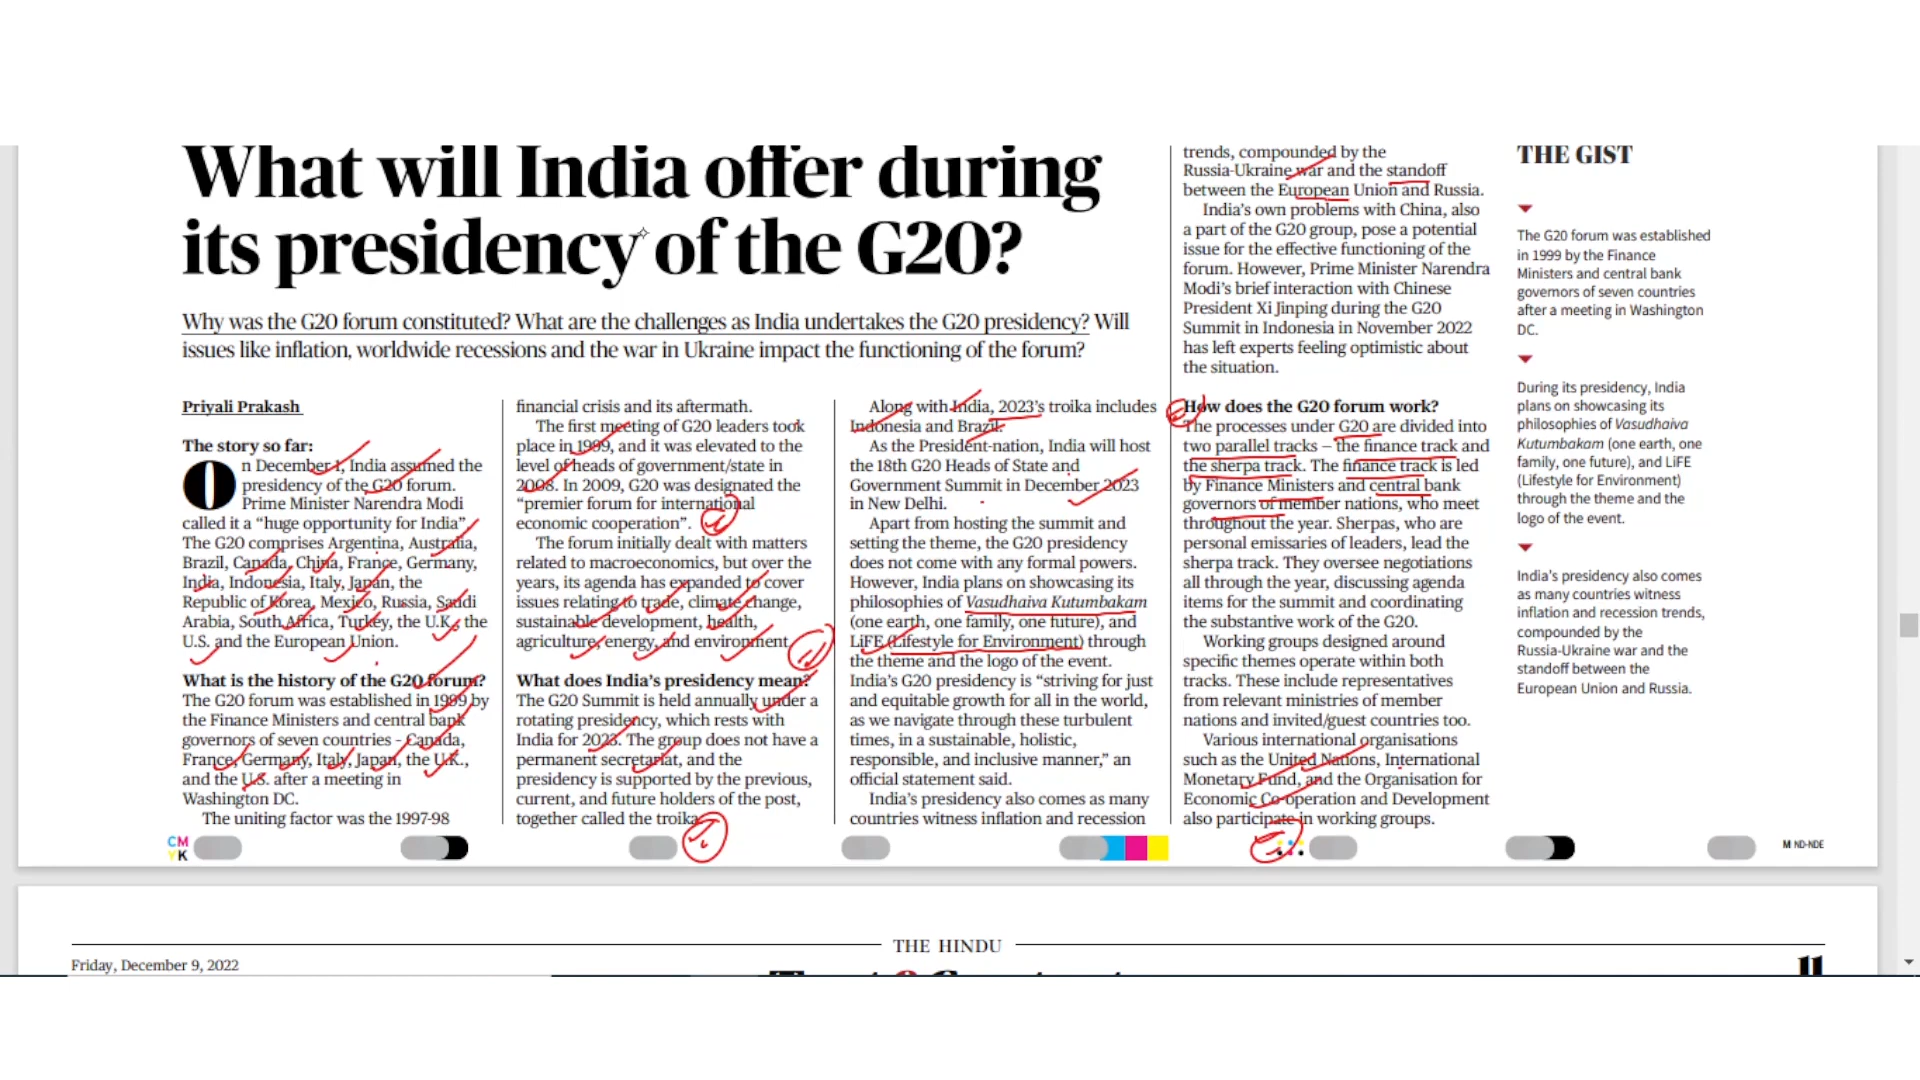 What will India offer during
its presidency of the G20?
Why was the G20 forum constituted? What are the challenges as India undertakes the G20 presidency? Will
issues like inflation, worldwide recessions and the war in Ukraine impact the functioning of the forum?
Priyali Prakash
The story so far:
On December 1, India assumed the
presidency of the G20 forum.
Prime Minister Narendra Modi
called it a “huge opportunity for India”.
The G20 comprises Argentina, Australia,
Brazil, Canada, China, France, Germany,
India, Indonesia, Italy, Japan, the
Republic of Korea, Mexico, Russia, Saudi
Arabia, South Africa, Turkey, the U.K., the
U.S. and the European Union.
What is the history of the G20 forum?
The G20 forum was established in 1999 by
the Finance Ministers and central bank
governors of seven countries - Canada,
France, Germany, Italy, Japan, the U.K.,
and the U.S. after a meeting in
Washington DC.
The uniting factor was the 1997-98
financial crisis and its aftermath.
The first meeting of G20 leaders took
place in 1999, and it was elevated to the
level of heads of government/state in
2008. In 2009, G20 was designated the
“premier forum for international
economic cooperation”.
The forum initially dealt with matters
related to macroeconomics, but over the
years, its agenda has expanded to cover
issues relating to trade, climate change,
sustainable development, health,
agriculture, energy, and environment.
What does India’s presidency mean?
The G20 Summit is held annually under a
rotating presidency, which rests with
India for 2023. The group does not have a
permanent secretariat, and the
presidency is supported by the previous,
current, and future holders of the post,
together called the troika.
Along with India, 2023’s troika includes
Indonesia and Brazil.
As the President-nation, India will host
the 18th G20 Heads of State and
Government Summit in December 2023
in New Delhi.
Apart from hosting the summit and
setting the theme, the G20 presidency
does not come with any formal powers.
However, India plans on showcasing its
philosophies of Vasudhaiva Kutumbakam
(one earth, one family, one future), and
LiFE (Lifestyle for Environment) through
the theme and the logo of the event.
India’s G20 presidency is “striving for just
and equitable growth for all in the world,
as we navigate through these turbulent
times, in a sustainable, holistic,
responsible, and inclusive manner,” an
official statement said.
India’s presidency also comes as many
countries witness inflation and recession
trends, compounded by the
Russia-Ukraine war and the standoff
between the European Union and Russia.
India’s own problems with China, also
a part of the G20 group, pose a potential
issue for the effective functioning of the
forum. However, Prime Minister Narendra
Modi’s brief interaction with Chinese
President Xi Jinping during the G20
Summit in Indonesia in November 2022
has left experts feeling optimistic about
the situation.
How does the G20 forum work?
The processes under G20 are divided into
two parallel tracks – the finance track and
the sherpa track. The finance track is led
by Finance Ministers and central bank
governors of member nations, who meet
throughout the year. Sherpas, who are
personal emissaries of leaders, lead the
sherpa track. They oversee negotiations
all through the year, discussing agenda
items for the summit and coordinating
the substantive work of the G20.
Working groups designed around
specific themes operate within both
tracks. These include representatives
from relevant ministries of member
nations and invited/guest countries too.
Various international organisations
such as the United Nations, International
Monetary Fund, and the Organisation for
Economic Co-operation and Development
also participate in working groups.
THE GIST
The G20 forum was established
in 1999 by the Finance
Ministers and central bank
governors of seven countries
after a meeting in Washington
DC.
During its presidency, India
plans on showcasing its
philosophies of Vasudhaiva
Kutumbakam (one earth, one
family, one future), and LiFE
(Lifestyle for Environment)
through the theme and the
logo of the event.
India’s presidency also comes
as many countries witness
inflation and recession trends,
compounded by the
Russia-Ukraine war and the
standoff between the
European Union and Russia.
CM
YK
M ND-NDE
THE HINDU
Friday, December 9, 2022
11